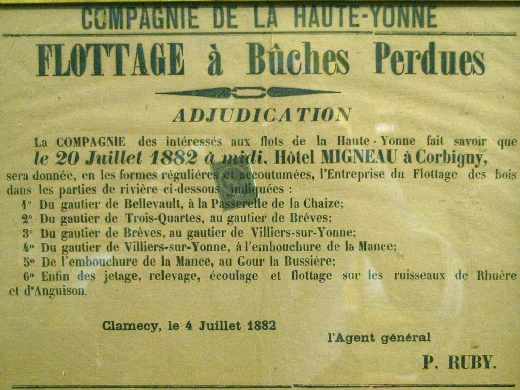 COMPAGNIE DE LA HAUTE-YONNE
FLOTTAGE à Bûches Perdues
ADJUDICATION
La COMPAGNIE des intéressés aux flots de la Haute-Yonne fait savoir que
le 20 Juillet 1882 à midi, Hôtel MIGNEAU à Corbigny,
sera donnée, en les formes régulières et accoutumées, l'Entreprise du Flottage des bois
dans les parties de rivière ci-dessous indiquées :
1° Du gautier de Bellevault, à la Passerelle de la Chaize;
2° Du gautier de Trois-Quartes, au gautier de Brèves;
3° Du gautier de Brèves, au gautier de Villiers-sur-Yonne;
4° Du gautier de Villiers-sur-Yonne, à l'embouchure de la Mance;
5° De l'embouchure de la Mance, au Gour la Bussière;
6° Enfin des jetage, relevage, écoulage et flottage sur les ruisseaux de Rhuère
et d'Anguison.
Clamecy, le 4 Juillet 1882
l'Agent général
P. RUBY.